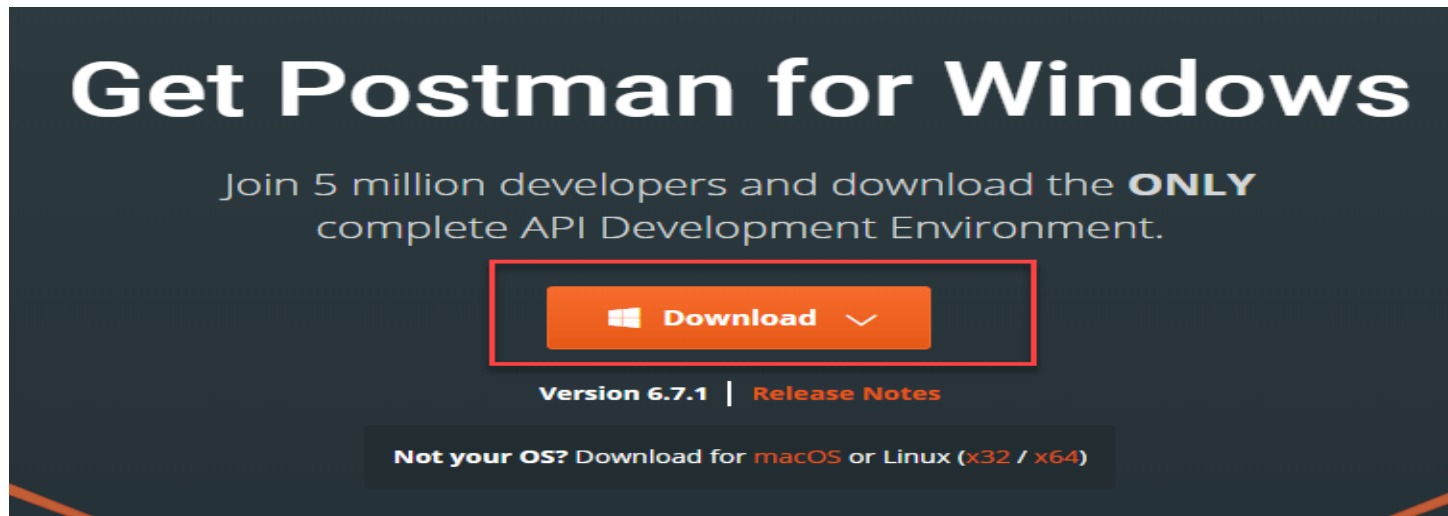 Get Postman for Windows
Join 5 million developers and download the ONLY
complete API Development Environment.
Download
Version 6.7.1 | Release Notes
Not your OS? Download for macOS or Linux (x32 / x64)